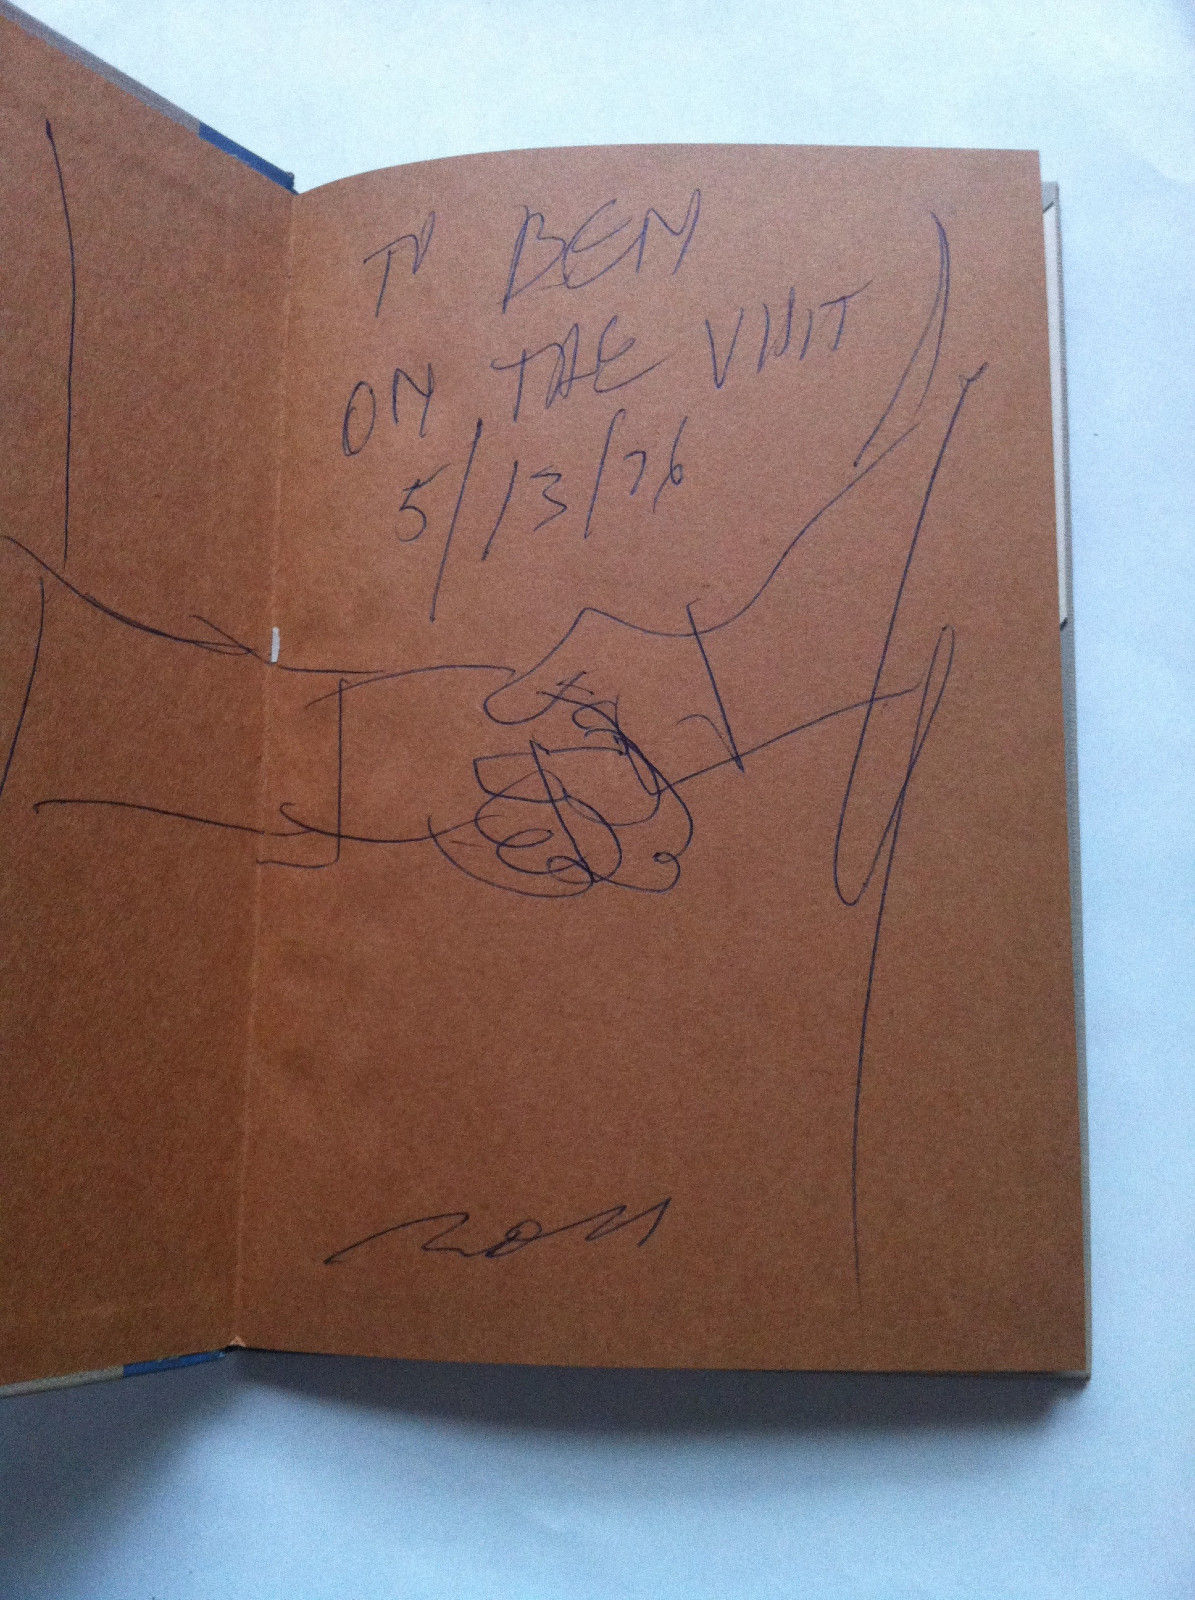 TO BEN
ON THE VISIT
5/13/76